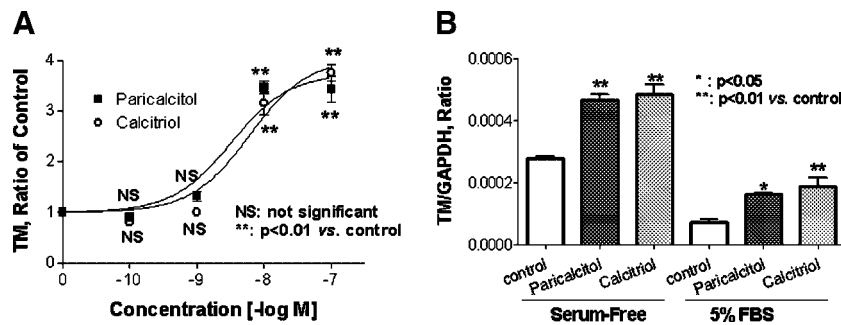 A
TM, Ratio of Control
4
3
2
1
0
Paricalcitol
Calcitriol
**
**
**
**
NS
NS
NS
NS
NS: not significant
**: p<0.01 vs. control
0
-10
-9
-8
-7
Concentration [-log M]
B
TM/GAPDH, Ratio
0.0006
0.0004
0.0002
0.0000
**
**
*
**
* : p<0.05
**: p<0.01 vs. control
control
Paricalcitol
Calcitriol
control
Paricalcitol
Calcitriol
Serum-Free
5% FBS